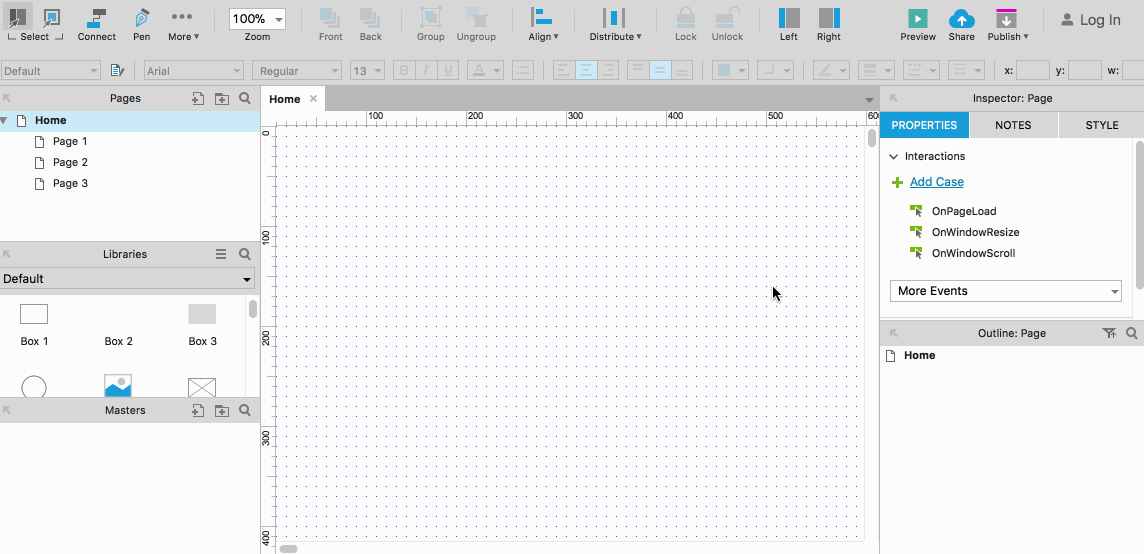 100% Log In
Select Connect Pen More Zoom Front Back Group Ungroup Align Distribute Lock Unlock Left Right Preview Share Publish
Default Arial Regular 13 B I U A x: y: w:
Pages
Home
Page 1
Page 2
Page 3
Libraries
Default
Box 1 Box 2 Box 3
Masters
Home
100 200 300 400 500 60
0
100
200
300
400
Inspector: Page
PROPERTIES NOTES STYLE
Interactions
Add Case
OnPageLoad
OnWindowResize
OnWindowScroll
More Events
Outline: Page
Home